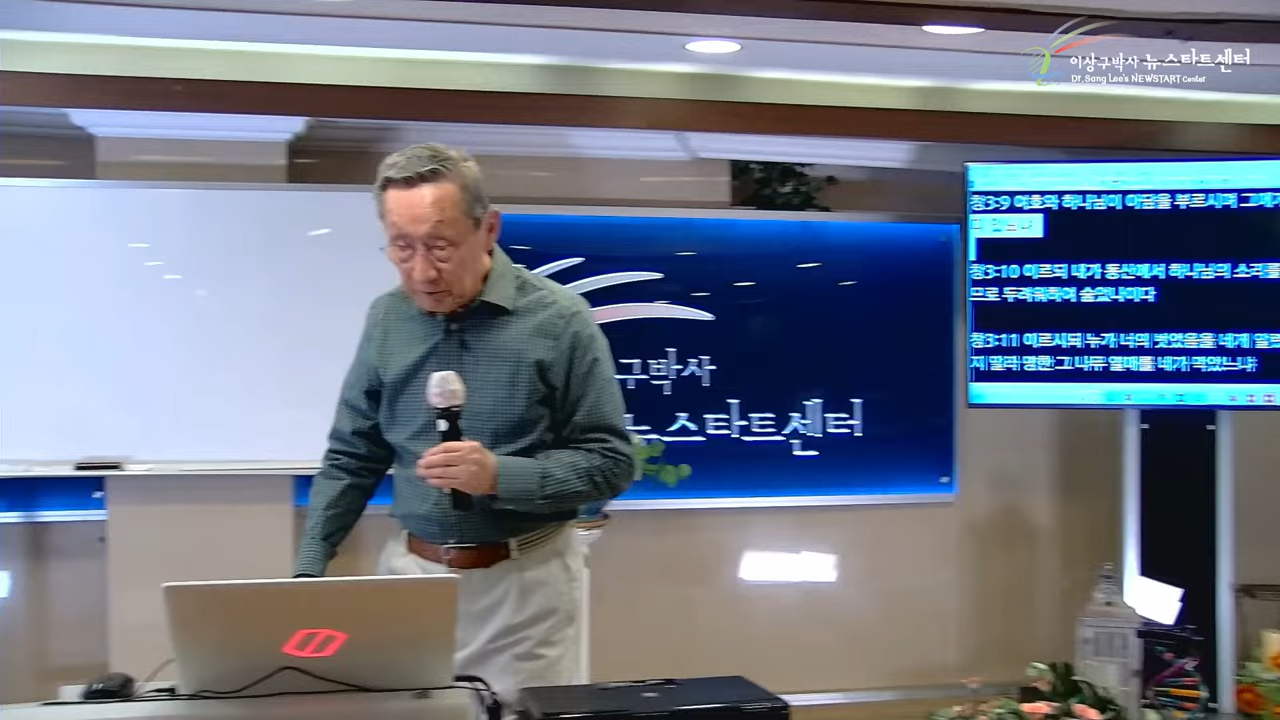 이상구박사 뉴스타트센터
Dr. Sang Lee's NEWSTART Center
구박사
뉴스타트센터
창3:9 여호와 하나님이 아담을 부르시며 그에게
디 있느냐
창3:10 이르되 내가 동산에서 하나님의 소리를
므로 두려워하여 숨었나이다
창3:11 이르시되 누가 너의 벗었음을 네게 알
지 말라 명한 그 나무 열매를 네가 먹었느냐